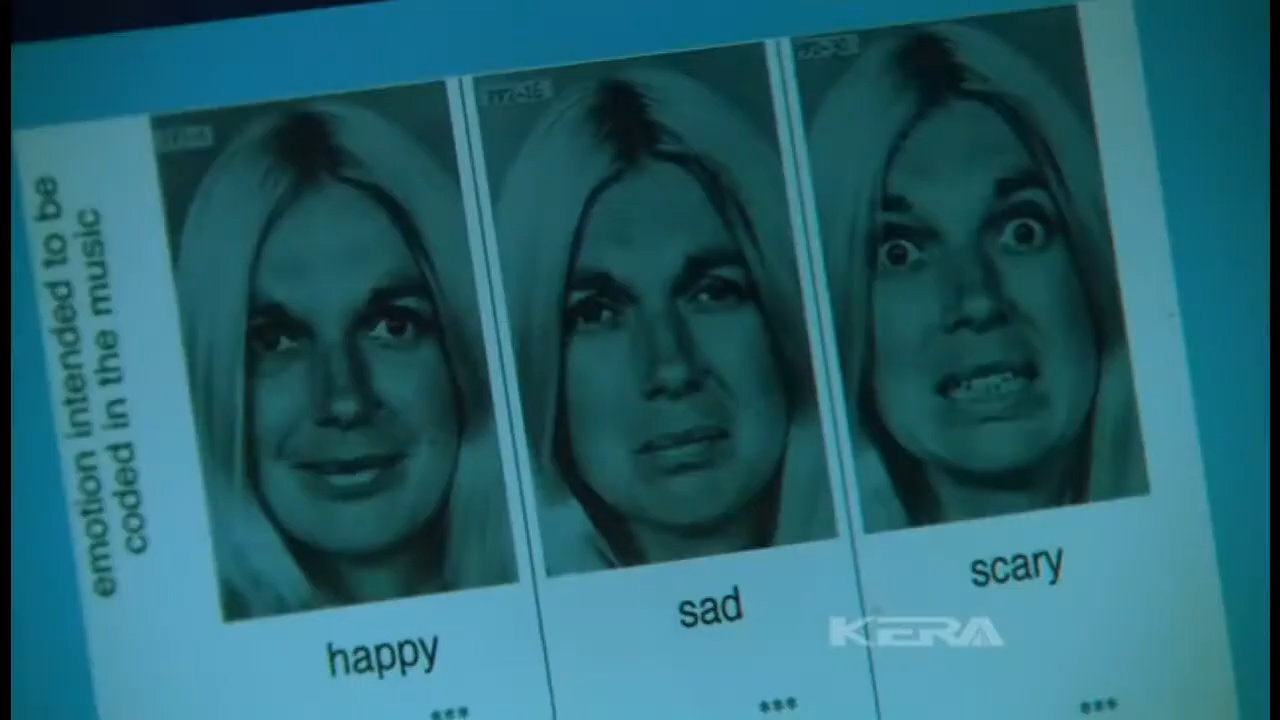 emotion intended to be
coded in the music
happy
sad
scary
***
***
***
KERA